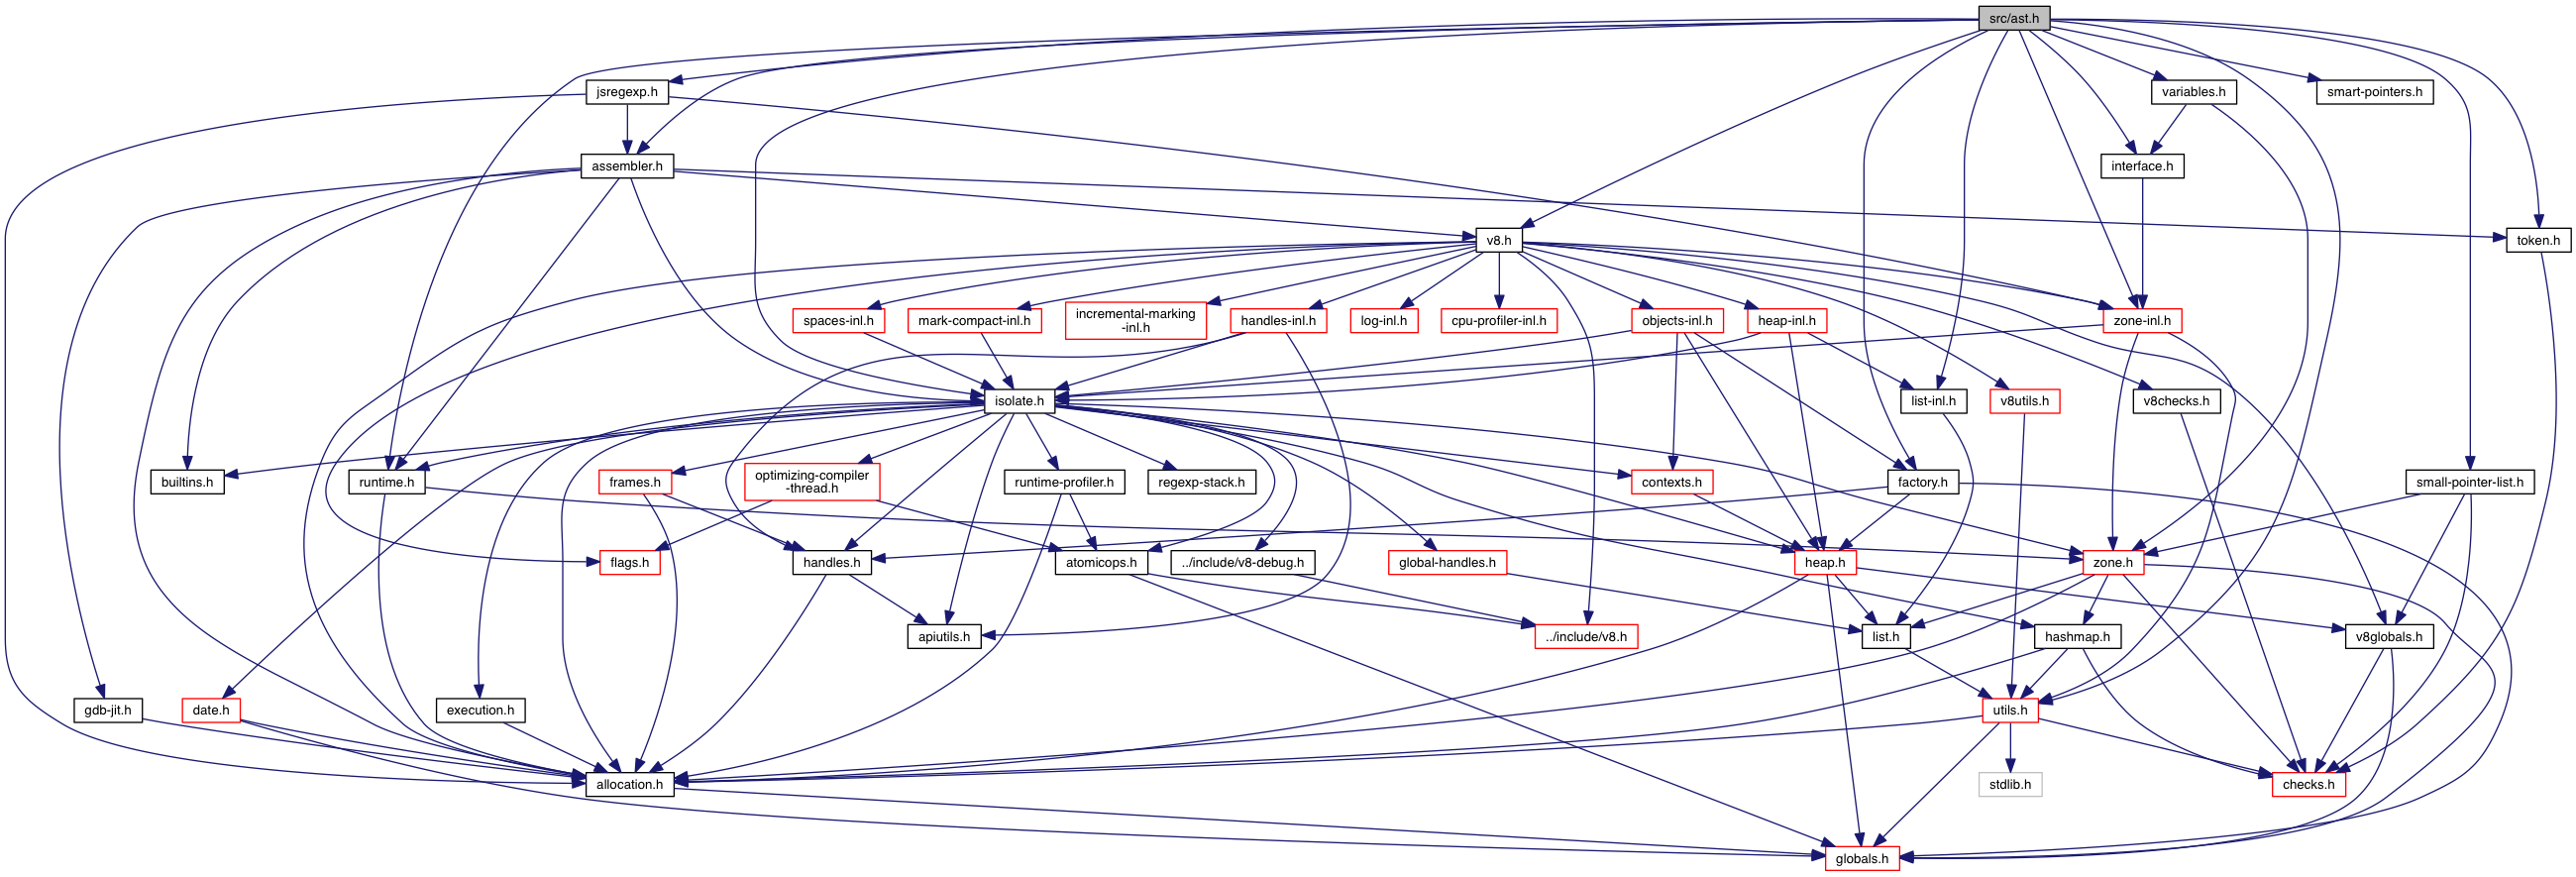 src/ast.h
jsregexp.h
variables.h
smart-pointers.h
assembler.h
interface.h
v8.h
token.h
spaces-inl.h
mark-compact-inl.h
incremental-marking
-inl.h
handles-inl.h
log-inl.h
cpu-profiler-inl.h
objects-inl.h
heap-inl.h
zone-inl.h
isolate.h
list-inl.h
v8utils.h
v8checks.h
builtins.h
runtime.h
frames.h
optimizing-compiler
-thread.h
runtime-profiler.h
regexp-stack.h
contexts.h
factory.h
small-pointer-list.h
flags.h
handles.h
atomicops.h
../include/v8-debug.h
global-handles.h
heap.h
zone.h
apiutils.h
../include/v8.h
list.h
hashmap.h
v8globals.h
gdb-jit.h
date.h
execution.h
utils.h
allocation.h
stdlib.h
checks.h
globals.h